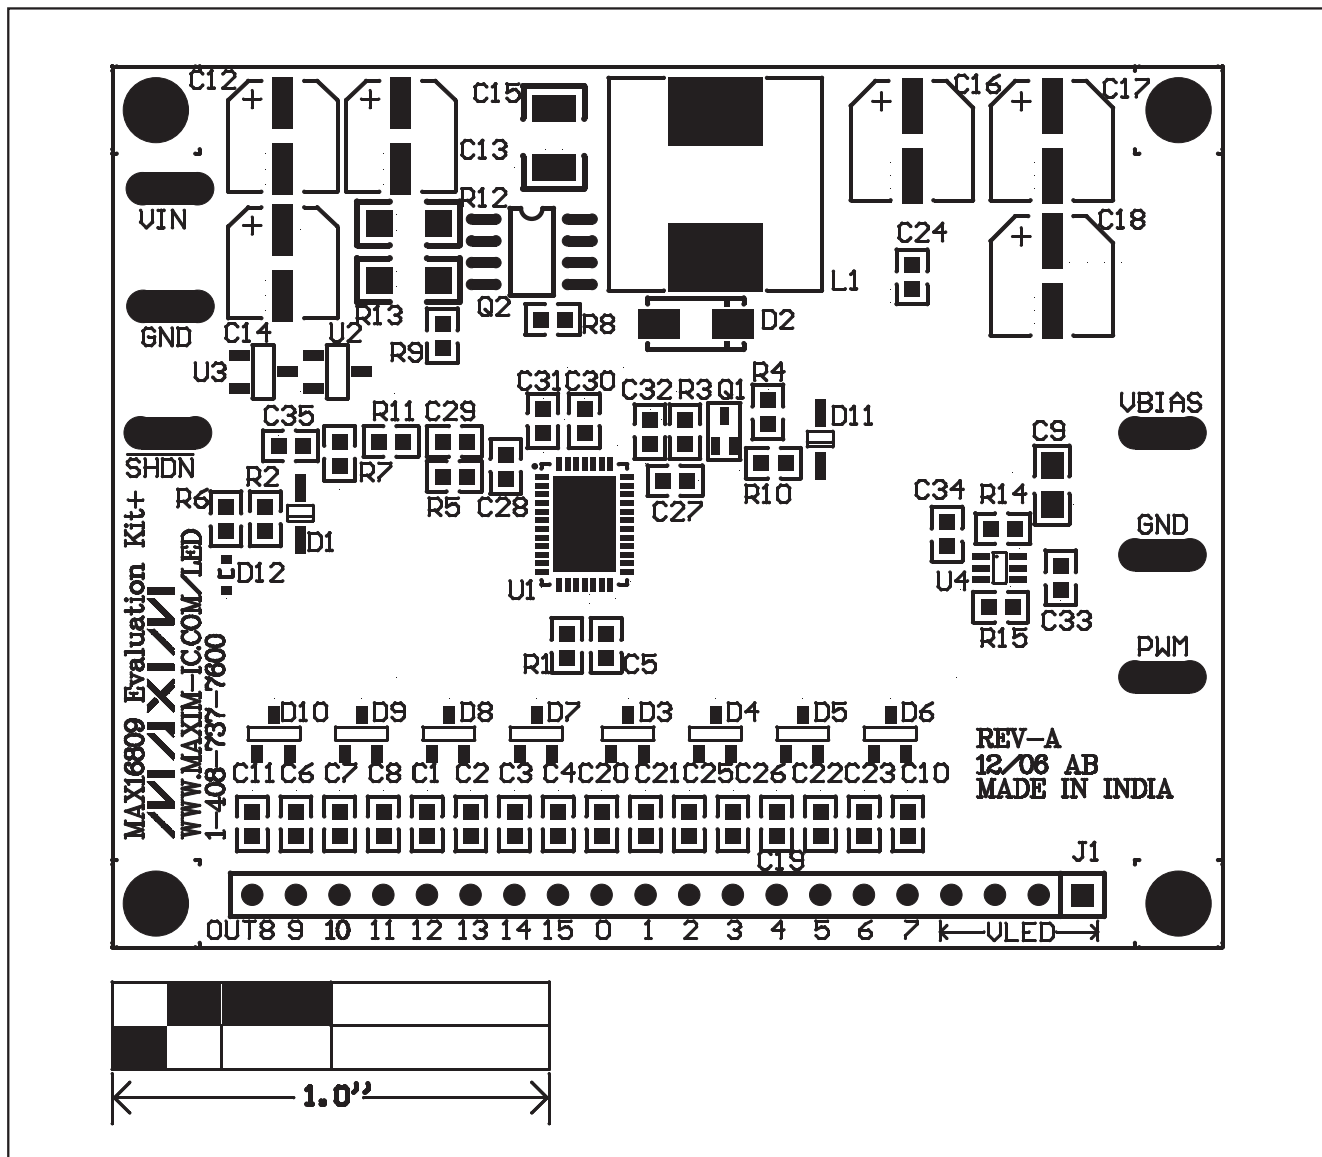 C12
C15
C16
C17
C13
R12
VIN
C18
C24
L1
Q2
R13
R8
D2
GND
C14
U2
R9
U3
C31
C30
C32
R3
Q1
R4
VBIAS
D11
C35
R11
C29
C9
SHDN
R2
R7
R6
R5
C28
C27
R10
C34
R14
GND
D1
D12
U1
U4
C33
R15
R1
C5
PWM
MAX16809 Evaluation Kit+
MAXIM
WWW.MAXIM-IC.COM/LED
1-408-737-7600
D10
D9
D8
D7
D3
D4
D5
D6
C11 C6 C7 C8 C1 C2 C3 C4 C20 C21 C25 C26 C22 C23 C10
REV-A
12/06 AB
MADE IN INDIA
C19
J1
OUT8 9 10 11 12 13 14 15 0 1 2 3 4 5 6 7 VLED
1.0"